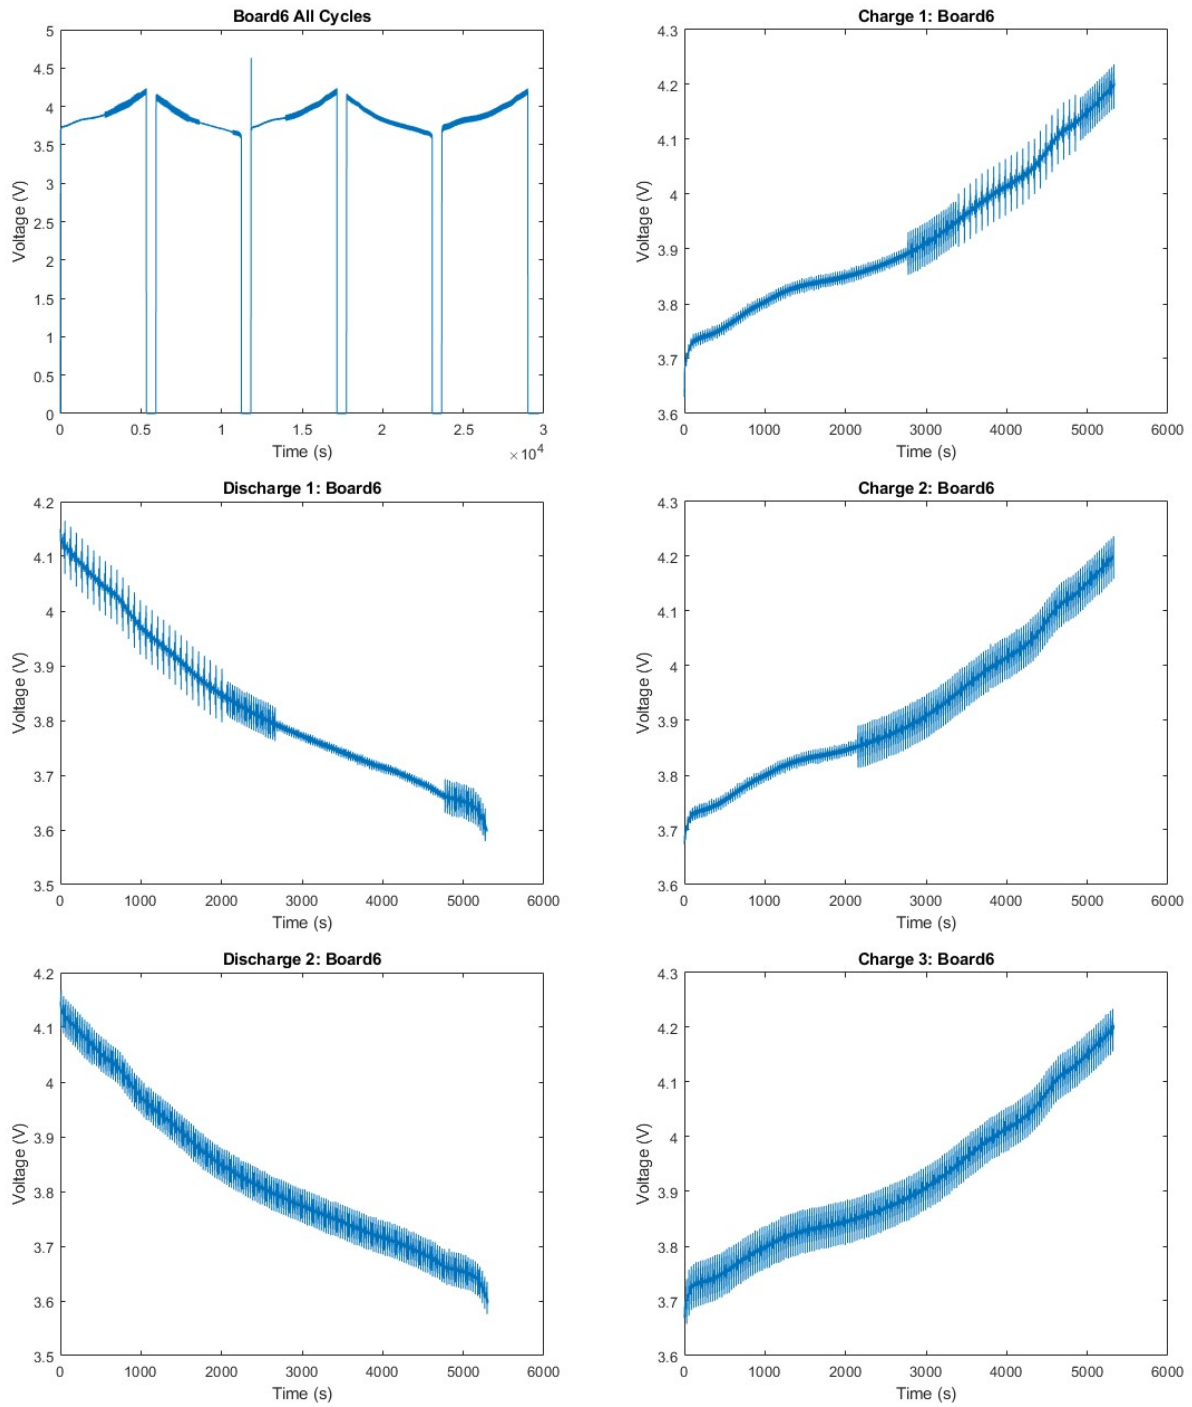 Board6 All Cycles
5
4.5
4
3.5
3
2.5
2
1.5
1
0.5
0
Voltage (V)
0 0.5 1 1.5 2 2.5 3
Time (s)
×10^4
Charge 1: Board6
4.3
4.2
4.1
4
3.9
3.8
3.7
3.6
Voltage (V)
0 1000 2000 3000 4000 5000 6000
Time (s)
Discharge 1: Board6
4.2
4.1
4
3.9
3.8
3.7
3.6
3.5
Voltage (V)
0 1000 2000 3000 4000 5000 6000
Time (s)
Charge 2: Board6
4.3
4.2
4.1
4
3.9
3.8
3.7
3.6
Voltage (V)
0 1000 2000 3000 4000 5000 6000
Time (s)
Discharge 2: Board6
4.2
4.1
4
3.9
3.8
3.7
3.6
3.5
Voltage (V)
0 1000 2000 3000 4000 5000 6000
Time (s)
Charge 3: Board6
4.3
4.2
4.1
4
3.9
3.8
3.7
3.6
Voltage (V)
0 1000 2000 3000 4000 5000 6000
Time (s)